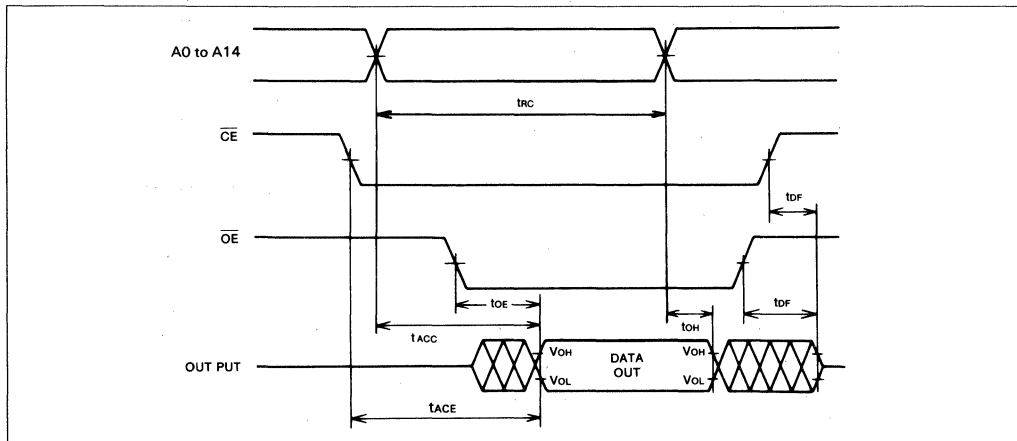 A0 to A14
tRC
CE
tDF
OE
tOE
tDF
tOH
tACC
OUT PUT
VOH
VOL
DATA
OUT
VOH
VOL
tACE